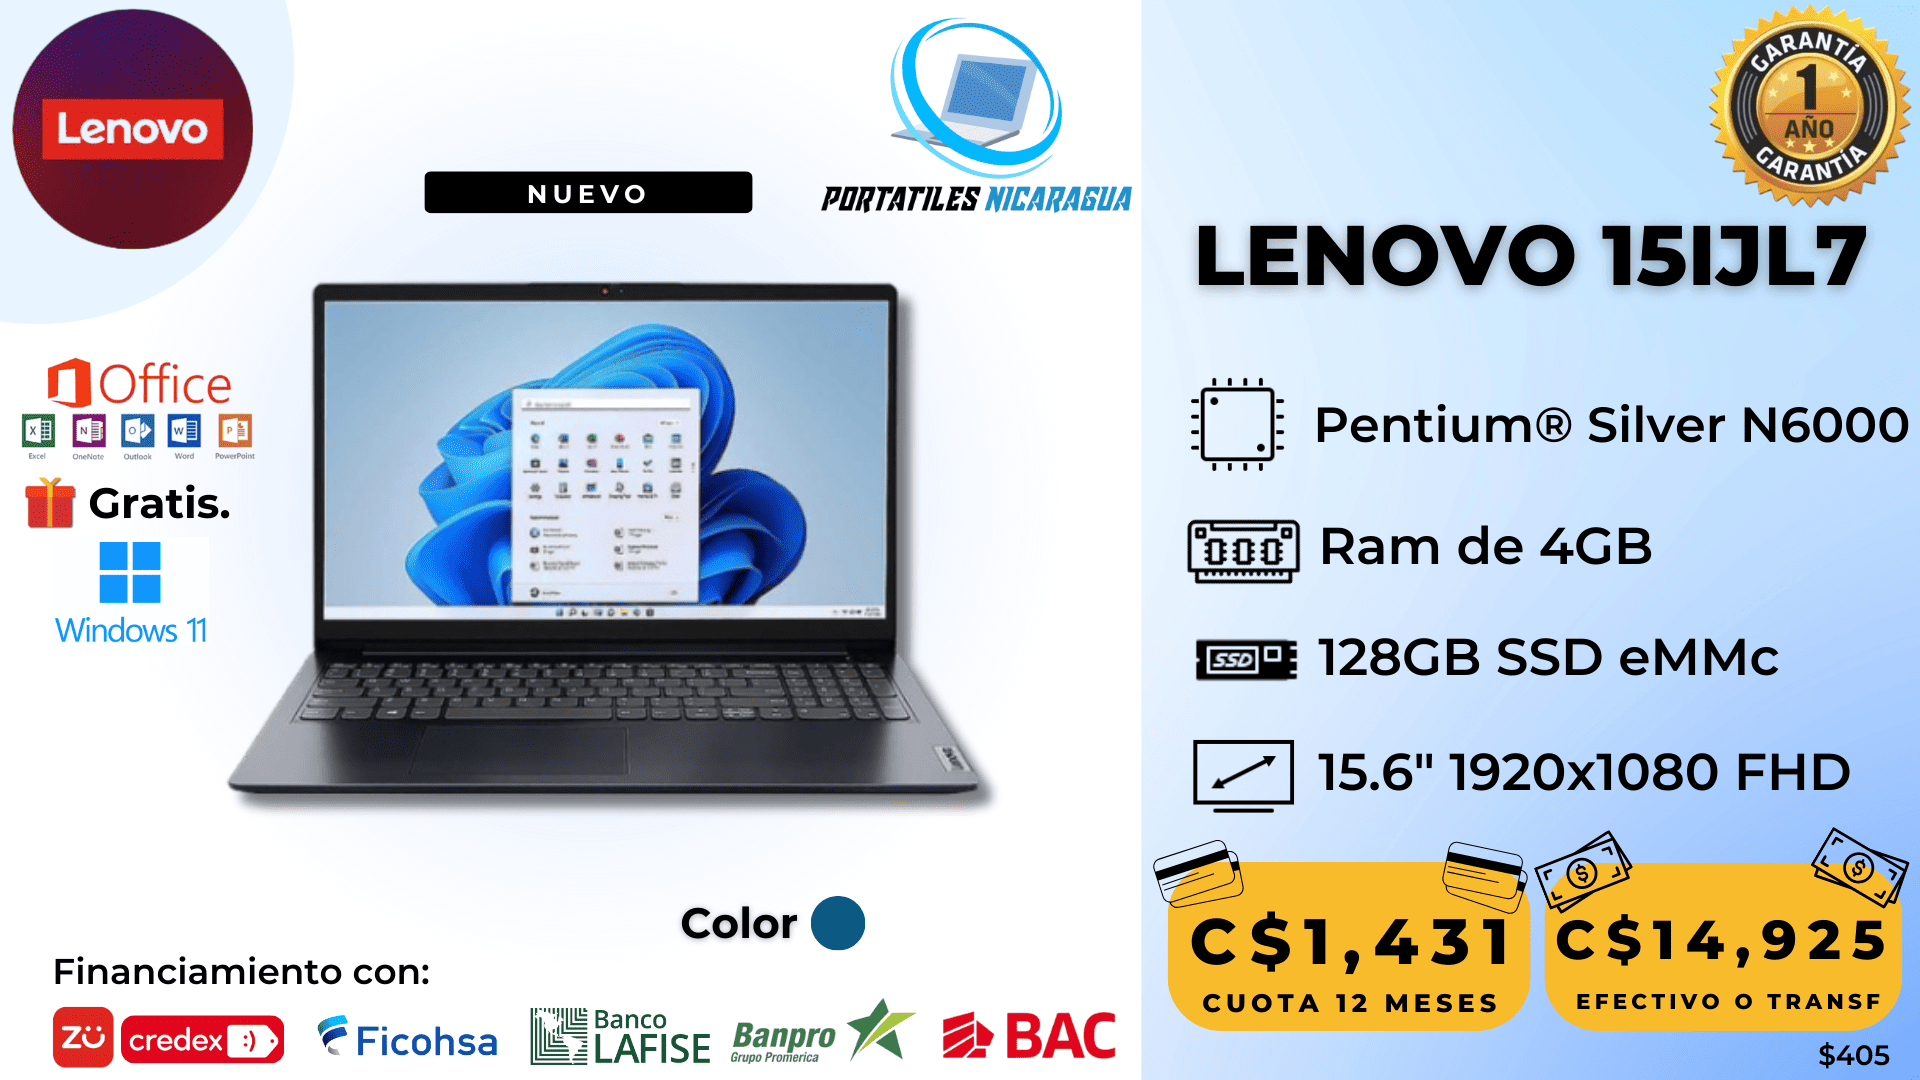 Lenovo
NUEVO
PORTATILES NICARAGUA
GARANTÍA
1
AÑO
GARANTÍA
LENOVO 15IJL7
Office
Excel
OneNote
Outlook
Word
PowerPoint
Gratis.
Windows 11
Pentium® Silver N6000
Ram de 4GB
SSD
128GB SSD eMMc
15.6" 1920x1080 FHD
Color
Financiamiento con:
ZU
credex :)
Ficohsa
Banco
LAFISE
Banpro
Grupo Promerica
BAC
C$1,431
CUOTA 12 MESES
C$14,925
EFECTIVO O TRANSF
$405